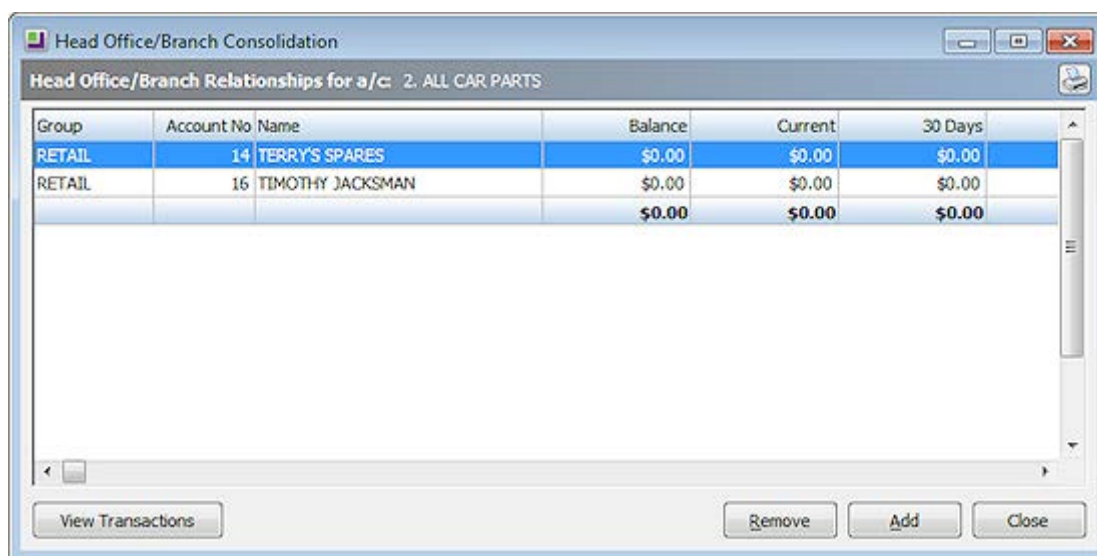 Head Office/Branch Consolidation
Head Office/Branch Relationships for a/c: 2. ALL CAR PARTS
Group Account No Name Balance Current 30 Days
RETAIL 14 TERRY'S SPARES $0.00 $0.00 $0.00
RETAIL 16 TIMOTHY JACKSMAN $0.00 $0.00 $0.00
$0.00 $0.00 $0.00
View Transactions Remove Add Close